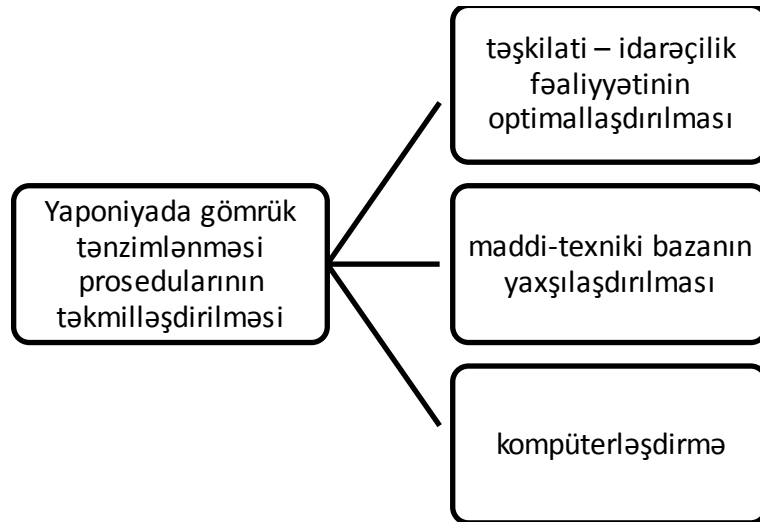 Yaponiyada gömrük
tənzimlənməsi
prosedularının
təkmilləşdirilməsi
təşkilati – idarəçilik
fəaliyyətinin
optimallaşdırılması
maddi-texniki bazanın
yaxşılaşdırılması
kompüterləşdirmə